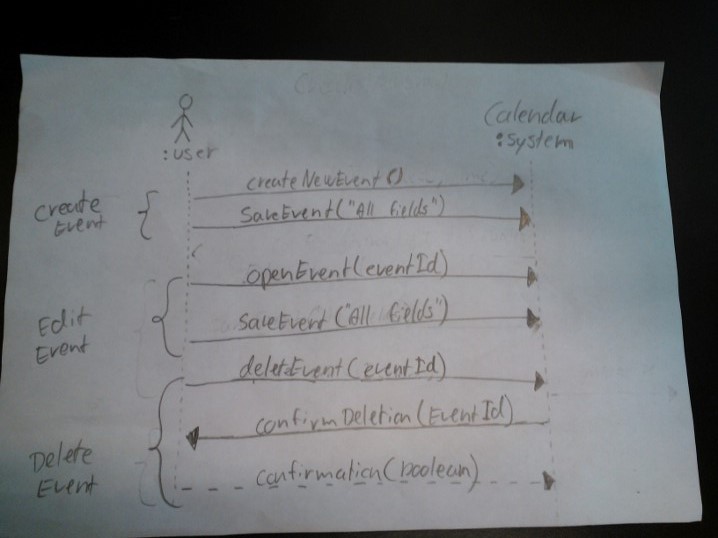 Calendar
:system
:user
createNewEvent()
Create
Event
SaveEvent("All fields")
openEvent(eventId)
Edit
Event
SaveEvent("All fields")
deleteEvent(eventId)
confirmDeletion(EventId)
Delete
Event
confirmation(boolean)